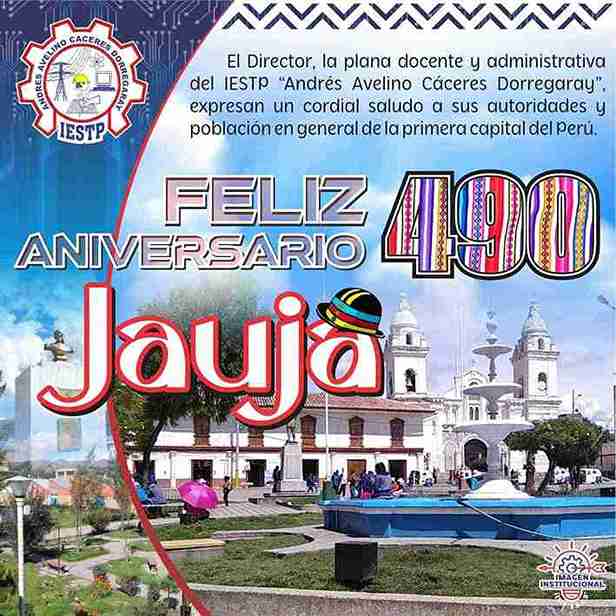 ANDRES AVELINO CACERES DORREGARAY
IESTP
El Director, la plana docente y administrativa
del IESTP "Andrés Avelino Cáceres Dorregaray",
expresan un cordial saludo a sus autoridades y
población en general de la primera capital del Perú.
FELIZ
ANIVERSARIO
490
Jauja
IMAGEN
INSTITUCIONAL